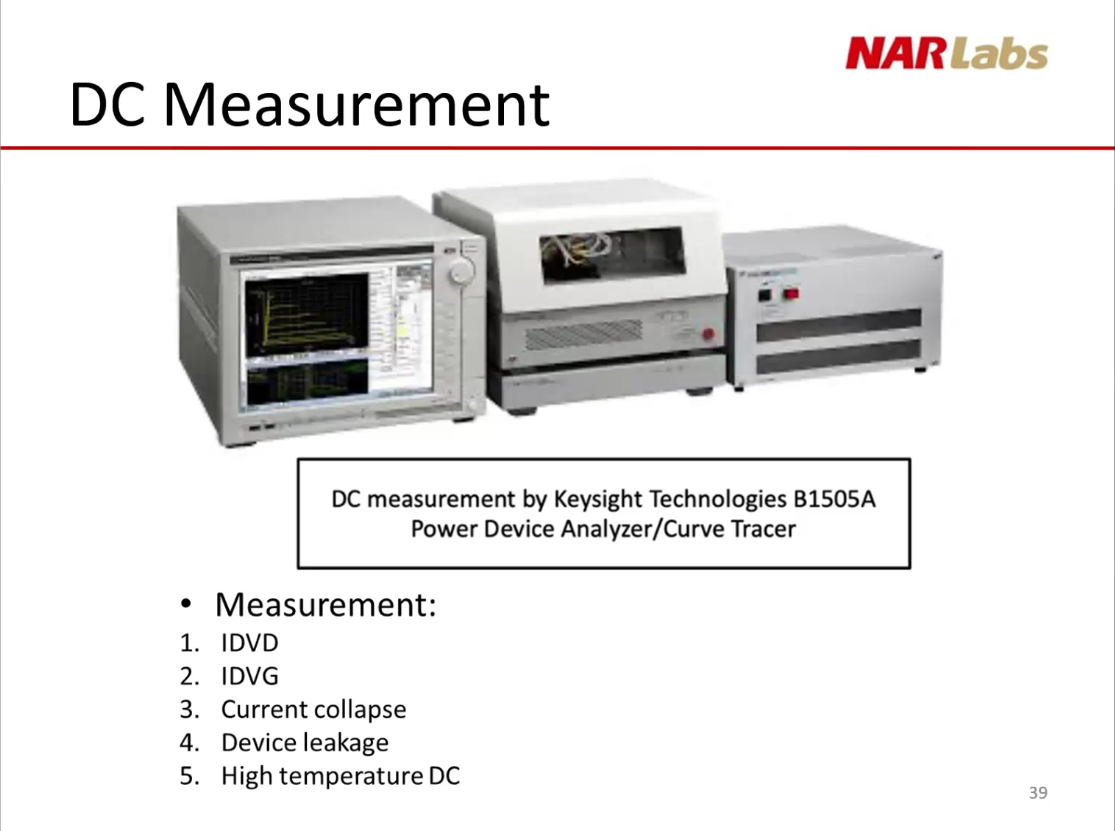 NARLabs
DC Measurement
DC measurement by Keysight Technologies B1505A
Power Device Analyzer/Curve Tracer
• Measurement:
1. IDVD
2. IDVG
3. Current collapse
4. Device leakage
5. High temperature DC
39